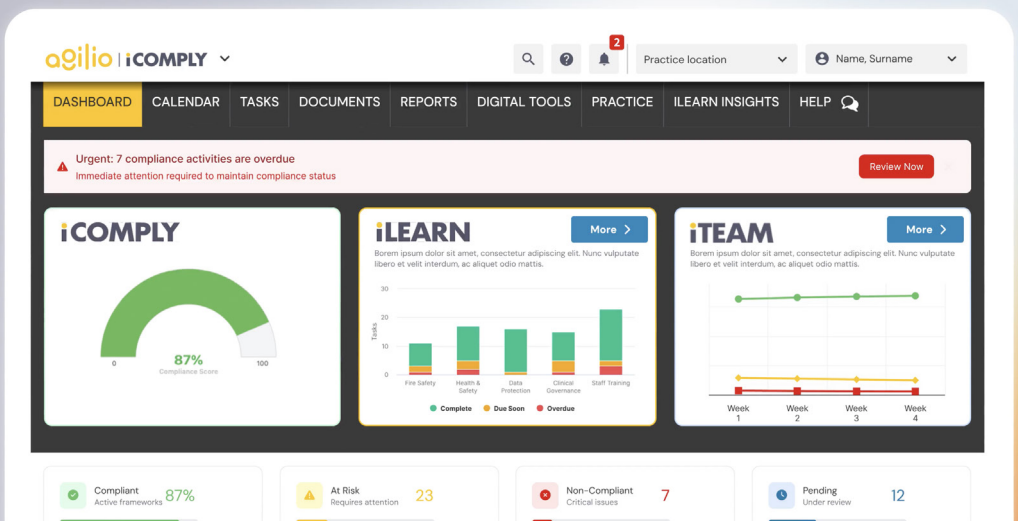 agilio | iCOMPLY
2
Practice location
Name, Surname
DASHBOARD CALENDAR TASKS DOCUMENTS REPORTS DIGITAL TOOLS PRACTICE ILEARN INSIGHTS HELP
Urgent: 7 compliance activities are overdue
Immediate attention required to maintain compliance status
Review Now
iCOMPLY
0
87%
100
Compliance Score
iLEARN
More >
Borem ipsum dolor sit amet, consectetur adipiscing elit. Nunc vulputate
libero et velit interdum, ac aliquet odio mattis.
30
20
10
0
Tasks
Fire Safety
Health &
Safety
Data
Protection
Clinical
Governance
Staff Training
Complete Due Soon Overdue
iTEAM
More >
Borem ipsum dolor sit amet, consectetur adipiscing elit. Nunc vulputate
libero et velit interdum, ac aliquet odio mattis.
Week
1
Week
2
Week
3
Week
4
Compliant
Active frameworks
87%
At Risk
Requires attention
23
Non-Compliant
Critical issues
7
Pending
Under review
12